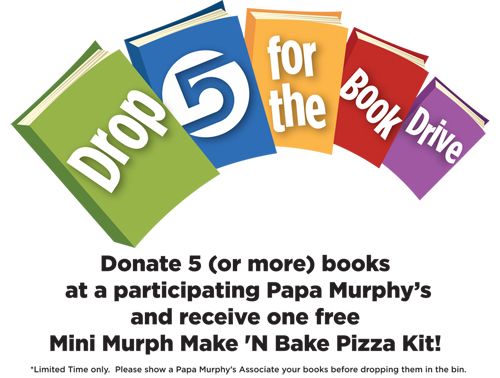 Drop 5 for the Book Drive
Donate 5 (or more) books
at a participating Papa Murphy's
and receive one free
Mini Murph Make 'N Bake Pizza Kit!
*Limited Time only. Please show a Papa Murphy's Associate your books before dropping them in the bin.